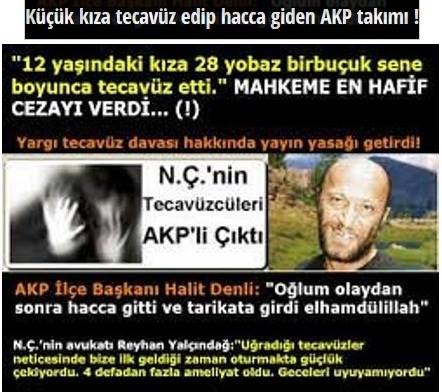 Küçük kıza tecavüz edip hacca giden AKP takımı !
"12 yaşındaki kıza 28 yobaz birbuçuk sene
boyunca tecavüz etti." MAHKEME EN HAFİF
CEZAYI VERDİ... (!)
Yargı tecavüz davası hakkında yayın yasağı getirdi!
N.Ç.'nin
Tecavüzcüleri
AKP'li Çıktı
AKP İlçe Başkanı Halit Denli: "Oğlum olaydan
sonra hacca gitti ve tarikata girdi elhamdülillah"
N.Ç.'nin avukatı Reyhan Yalçındağ:"Uğradığı tecavüzler
neticesinde bize ilk geldiği zaman oturmakta güçlük
çekiyordu. 4 defadan fazla ameliyat oldu. Geceleri uyuyamıyordu"